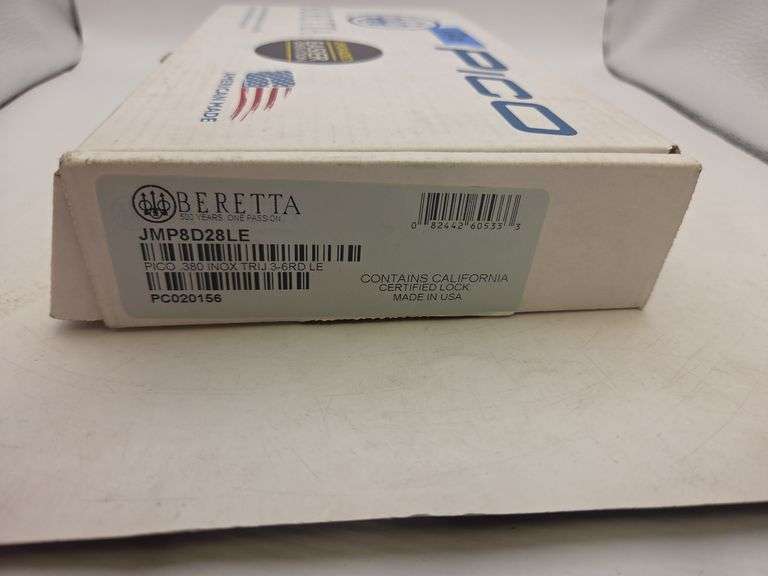 PICO
AMERICAN MADE
BERETTA
500 YEARS. ONE PASSION.
JMP8D28LE
PICO .380 INOX TRIJ 3-6RD LE
PC020156
0 82442 60533 3
CONTAINS CALIFORNIA
CERTIFIED LOCK
MADE IN USA